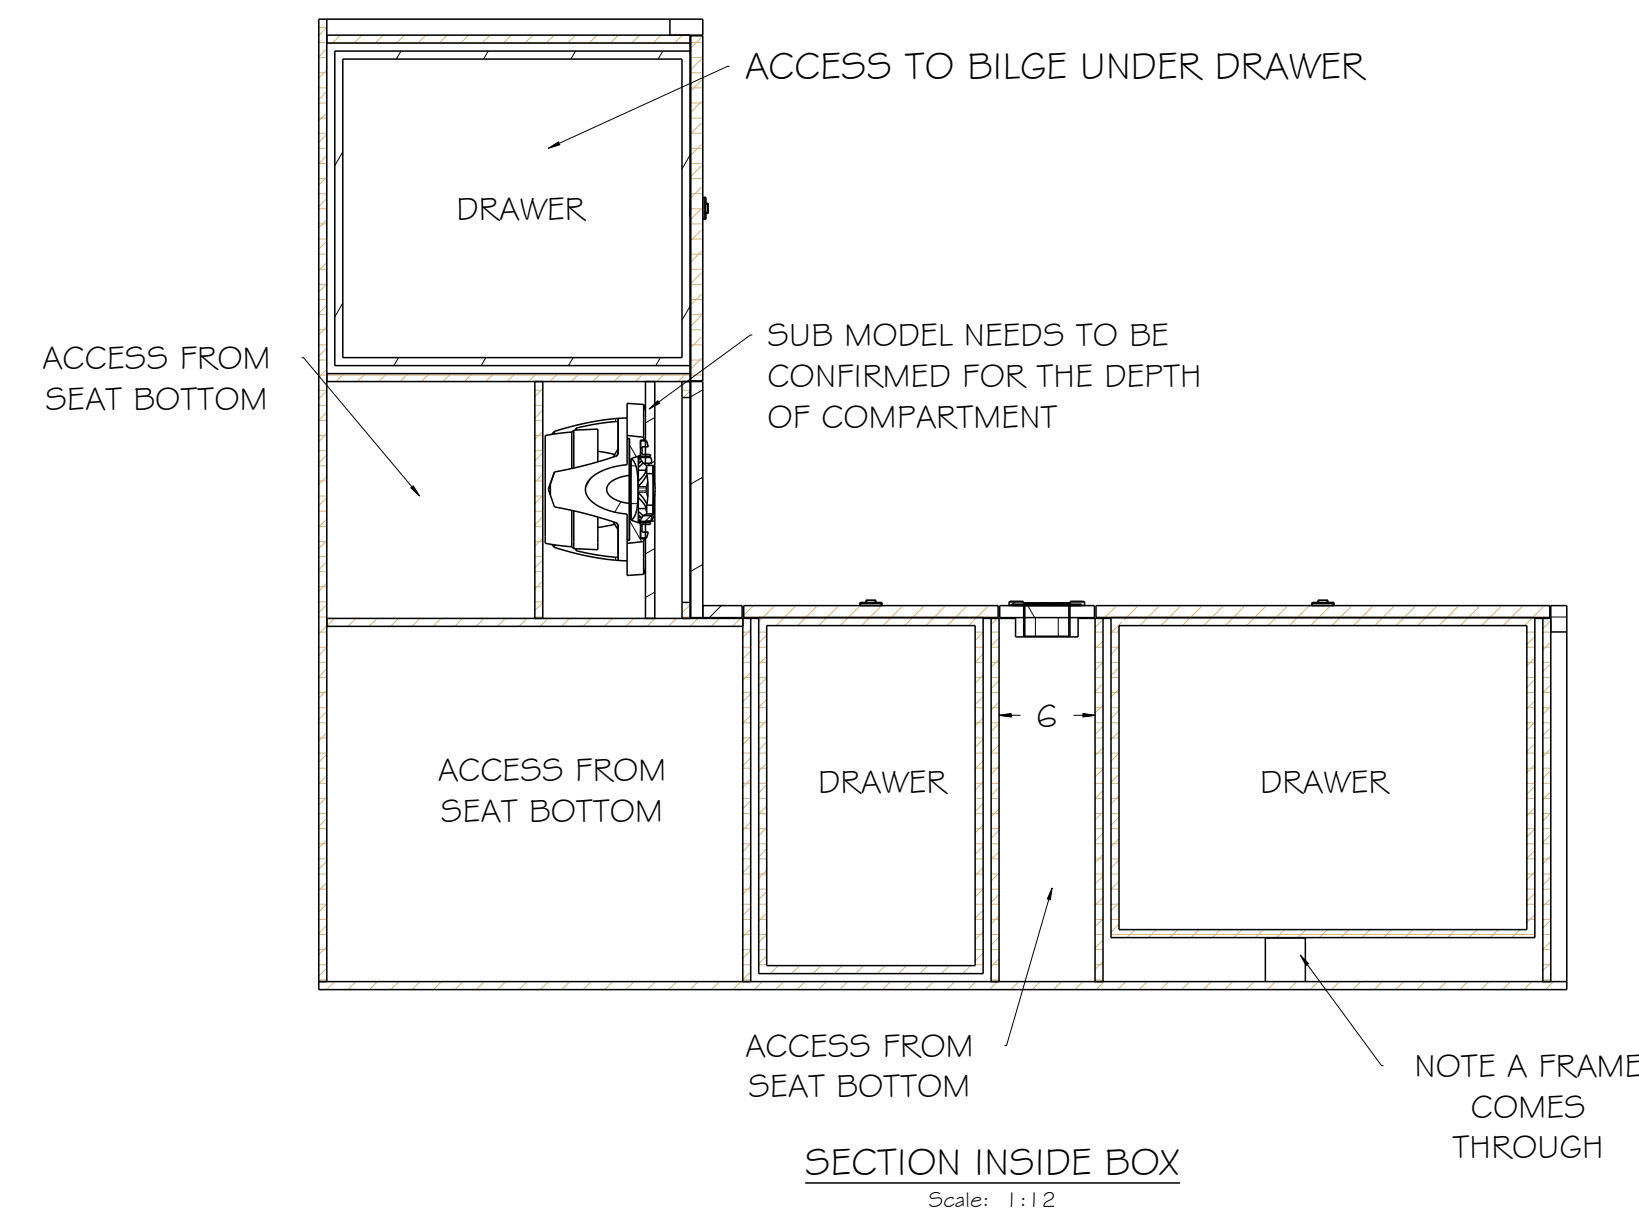 ACCESS TO BILGE UNDER DRAWER
DRAWER
SUB MODEL NEEDS TO BE
CONFIRMED FOR THE DEPTH
OF COMPARTMENT
ACCESS FROM
SEAT BOTTOM
6
ACCESS FROM
SEAT BOTTOM
DRAWER
DRAWER
ACCESS FROM
SEAT BOTTOM
NOTE A FRAME
COMES
THROUGH
SECTION INSIDE BOX
Scale: 1:12